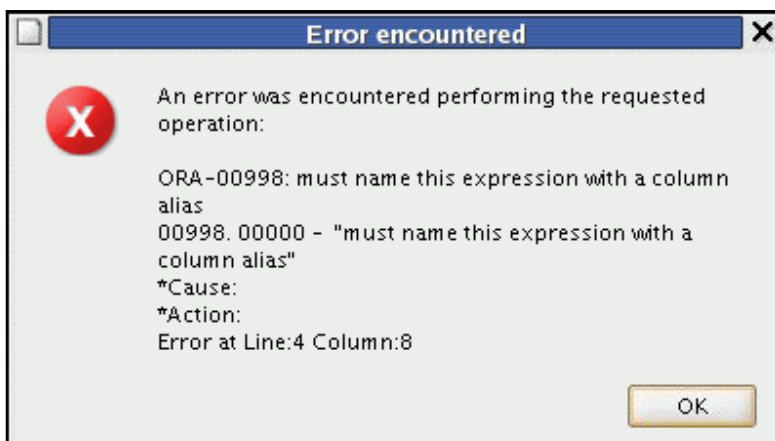 Error encountered
An error was encountered performing the requested
operation:
ORA-00998: must name this expression with a column
alias
00998. 00000 - "must name this expression with a
column alias"
*Cause:
*Action:
Error at Line:4 Column:8
OK